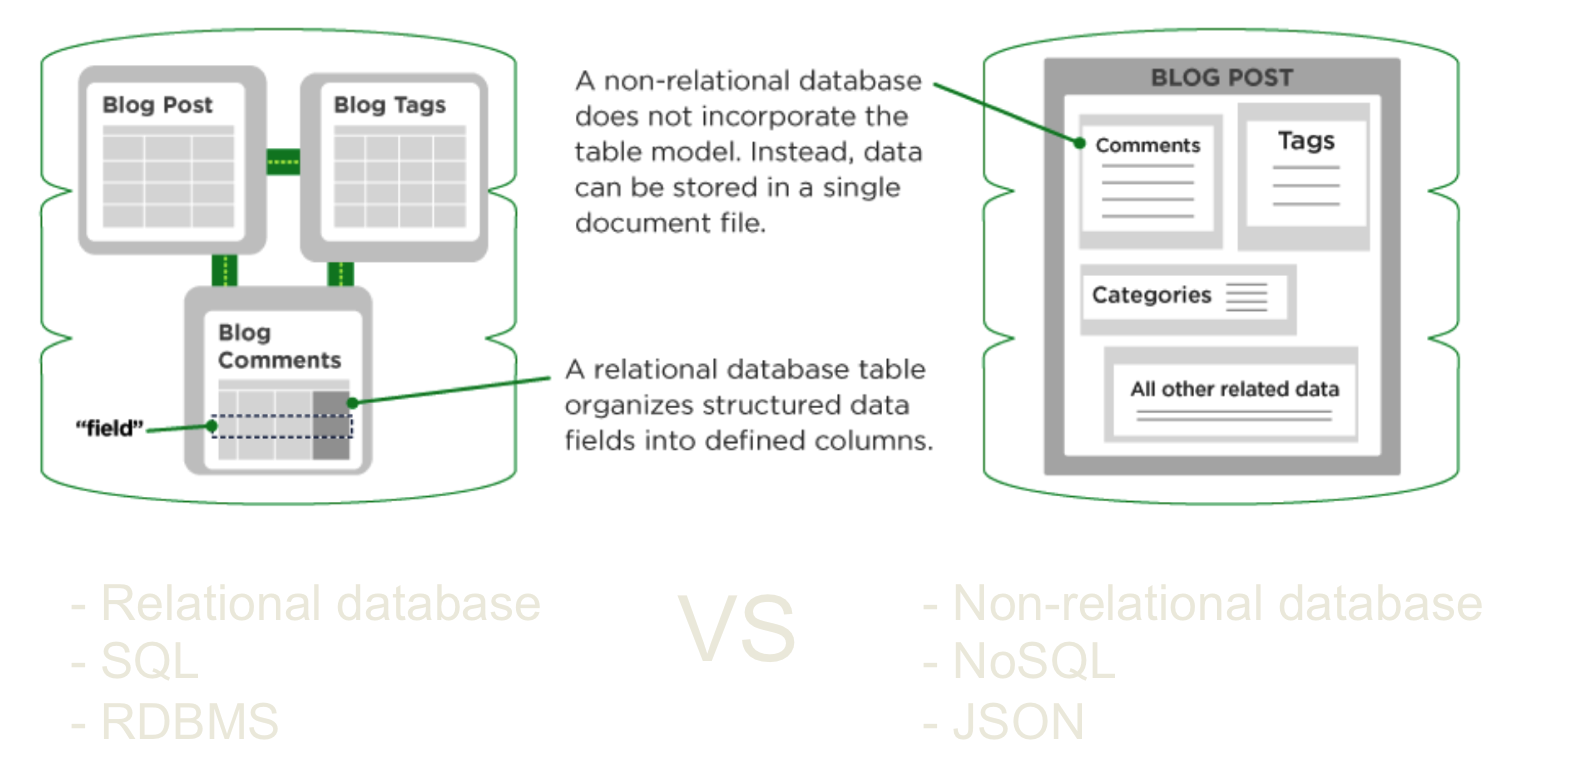 Blog Post
Blog Tags
Blog
Comments
“field”
A non-relational database
does not incorporate the
table model. Instead, data
can be stored in a single
document file.
A relational database table
organizes structured data
fields into defined columns.
BLOG POST
Comments
Tags
Categories
All other related data
- Relational database
- SQL
- RDBMS
VS
- Non-relational database
- NoSQL
- JSON